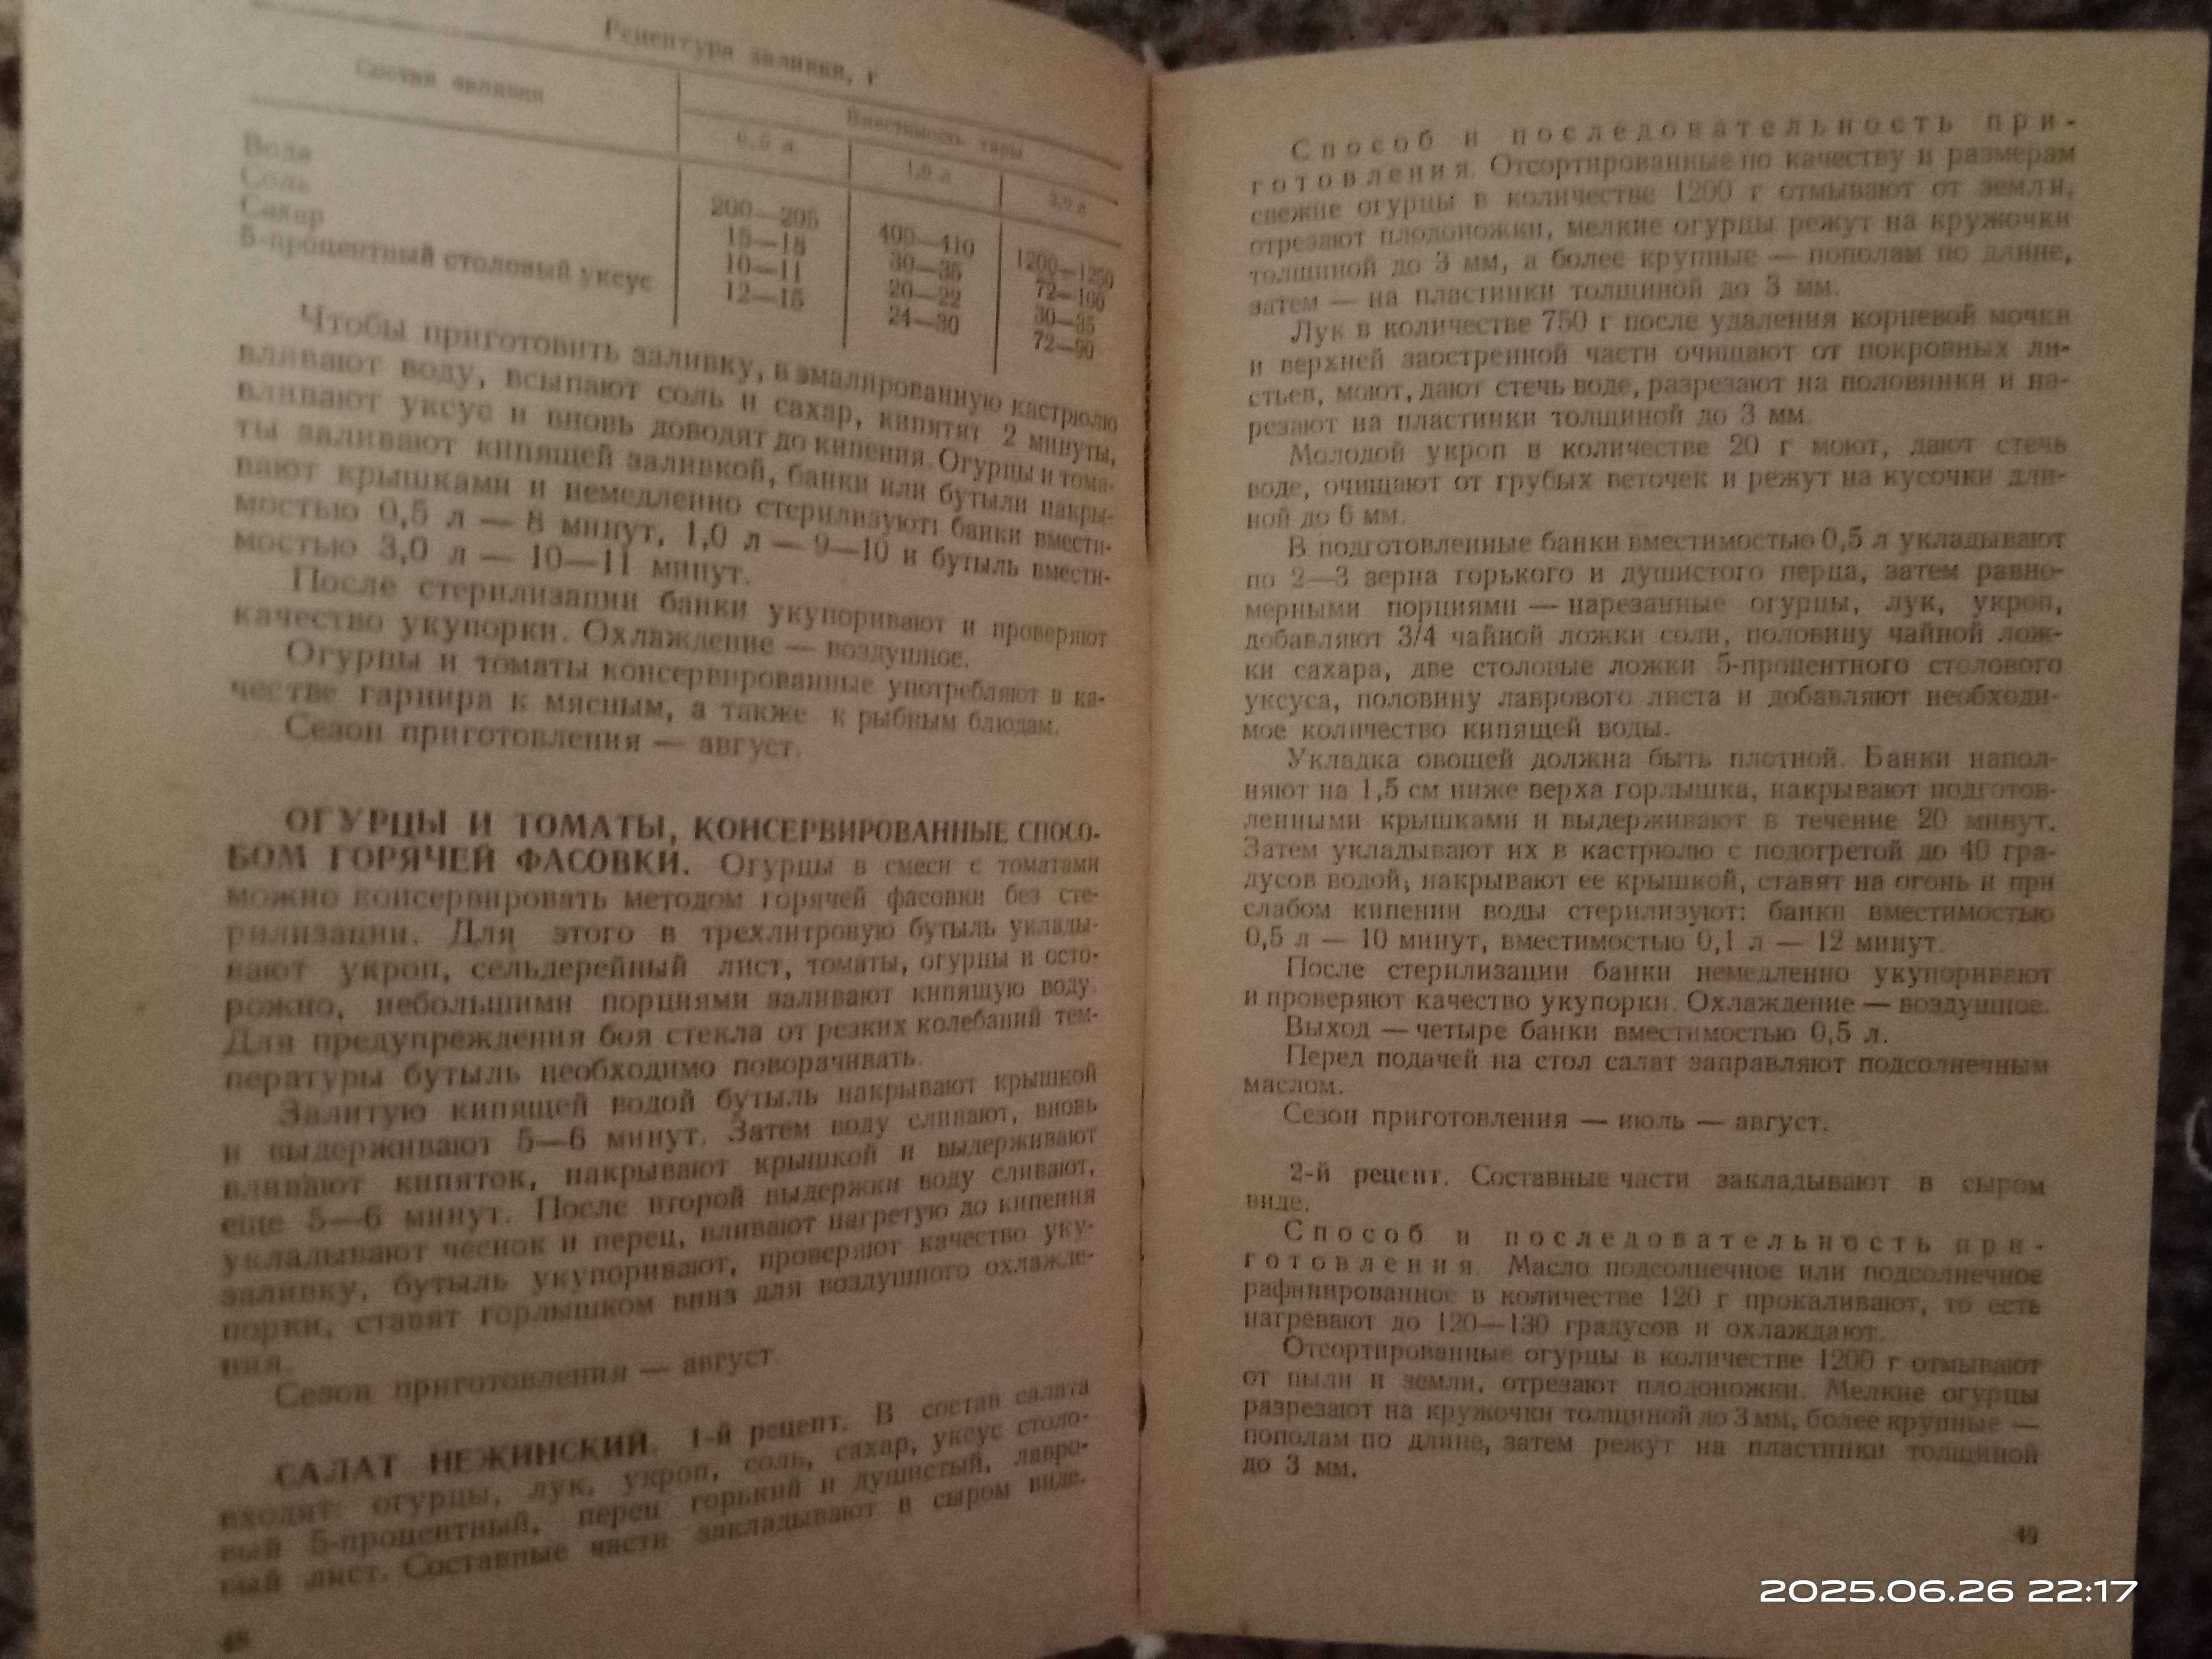 Рецептура заливки, г
Состав заливки
Вместимость тары
0,5 л
1,0 л
3,0 л
Вода 200—205 400—410 1200—1250
Соль 15—18 30—35 72—100
Сахар 10—11 20—22 30—35
5-процентный столовый уксус 12—15 24—30 72—90
Чтобы приготовить заливку, в эмалированную кастрюлю
вливают воду, всыпают соль и сахар, кипятят 2 минуты,
вливают уксус и вновь доводят до кипения. Огурцы и тома-
ты заливают кипящей заливкой, банки или бутыли накры-
вают крышками и немедленно стерилизуют: банки вмести-
мостью 0,5 л — 8 минут, 1,0 л — 9—10 и бутыль вмести-
мостью 3,0 л — 10—11 минут.
После стерилизации банки укупоривают и проверяют
качество укупорки. Охлаждение — воздушное.
Огурцы и томаты консервированные употребляют в ка-
честве гарнира к мясным, а также к рыбным блюдам.
Сезон приготовления — август.
ОГУРЦЫ И ТОМАТЫ, КОНСЕРВИРОВАННЫЕ СПОСО-
БОМ ГОРЯЧЕЙ ФАСОВКИ. Огурцы в смеси с томатами
можно консервировать методом горячей фасовки без сте-
рилизации. Для этого в трехлитровую бутыль уклады-
вают укроп, сельдерейный лист, томаты, огурцы и осто-
рожно, небольшими порциями заливают кипящую воду.
Для предупреждения боя стекла от резких колебаний тем-
пературы бутыль необходимо поворачивать.
Залитую кипящей водой бутыль накрывают крышкой
и выдерживают 5—6 минут. Затем воду сливают, вновь
вливают кипяток, накрывают крышкой и выдерживают
еще 5—6 минут. После второй выдержки воду сливают,
укладывают чеснок и перец, вливают нагретую до кипения
заливку, бутыль укупоривают, проверяют качество уку-
порки, ставят горлышком вниз для воздушного охлажде-
ния.
Сезон приготовления — август.
САЛАТ НЕЖИНСКИЙ. 1-й рецепт. В состав салата
входят: огурцы, лук, укроп, соль, сахар, уксус столо-
вый 5-процентный, перец горький и душистый, лавро-
вый лист. Составные части закладывают в сыром виде.
48
Способ и последовательность при-
готовления. Отсортированные по качеству и размерам
свежие огурцы в количестве 1200 г отмывают от земли,
отрезают плодоножки, мелкие огурцы режут на кружочки
толщиной до 3 мм, а более крупные — пополам по длине,
затем — на пластинки толщиной до 3 мм.
Лук в количестве 750 г после удаления корневой мочки
и верхней заостренной части очищают от покровных ли-
стьев, моют, дают стечь воде, разрезают на половинки и на-
резают на пластинки толщиной до 3 мм.
Молодой укроп в количестве 20 г моют, дают стечь
воде, очищают от грубых веточек и режут на кусочки дли-
ной до 6 мм.
В подготовленные банки вместимостью 0,5 л укладывают
по 2—3 зерна горького и душистого перца, затем равно-
мерными порциями — нарезанные огурцы, лук, укроп,
добавляют 3/4 чайной ложки соли, половину чайной лож-
ки сахара, две столовые ложки 5-процентного столового
уксуса, половину лаврового листа и добавляют необходи-
мое количество кипящей воды.
Укладка овощей должна быть плотной. Банки напол-
няют на 1,5 см ниже верха горлышка, накрывают подготов-
ленными крышками и выдерживают в течение 20 минут.
Затем укладывают их в кастрюлю с подогретой до 40 гра-
дусов водой, накрывают ее крышкой, ставят на огонь и при
слабом кипении воды стерилизуют: банки вместимостью
0,5 л — 10 минут, вместимостью 0,1 л — 12 минут.
После стерилизации банки немедленно укупоривают
и проверяют качество укупорки. Охлаждение — воздушное.
Выход — четыре банки вместимостью 0,5 л.
Перед подачей на стол салат заправляют подсолнечным
маслом.
Сезон приготовления — июль — август.
2-й рецепт. Составные части закладывают в сыром
виде.
Способ и последовательность при-
готовления. Масло подсолнечное или подсолнечное
рафинированное в количестве 120 г прокаливают, то есть
нагревают до 120—130 градусов и охлаждают.
Отсортированные огурцы в количестве 1200 г отмывают
от пыли и земли, отрезают плодоножки. Мелкие огурцы
разрезают на кружочки толщиной до 3 мм, более крупные —
пополам по длине, затем режут на пластинки толщиной
до 3 мм.
49
2025.06.26 22:17